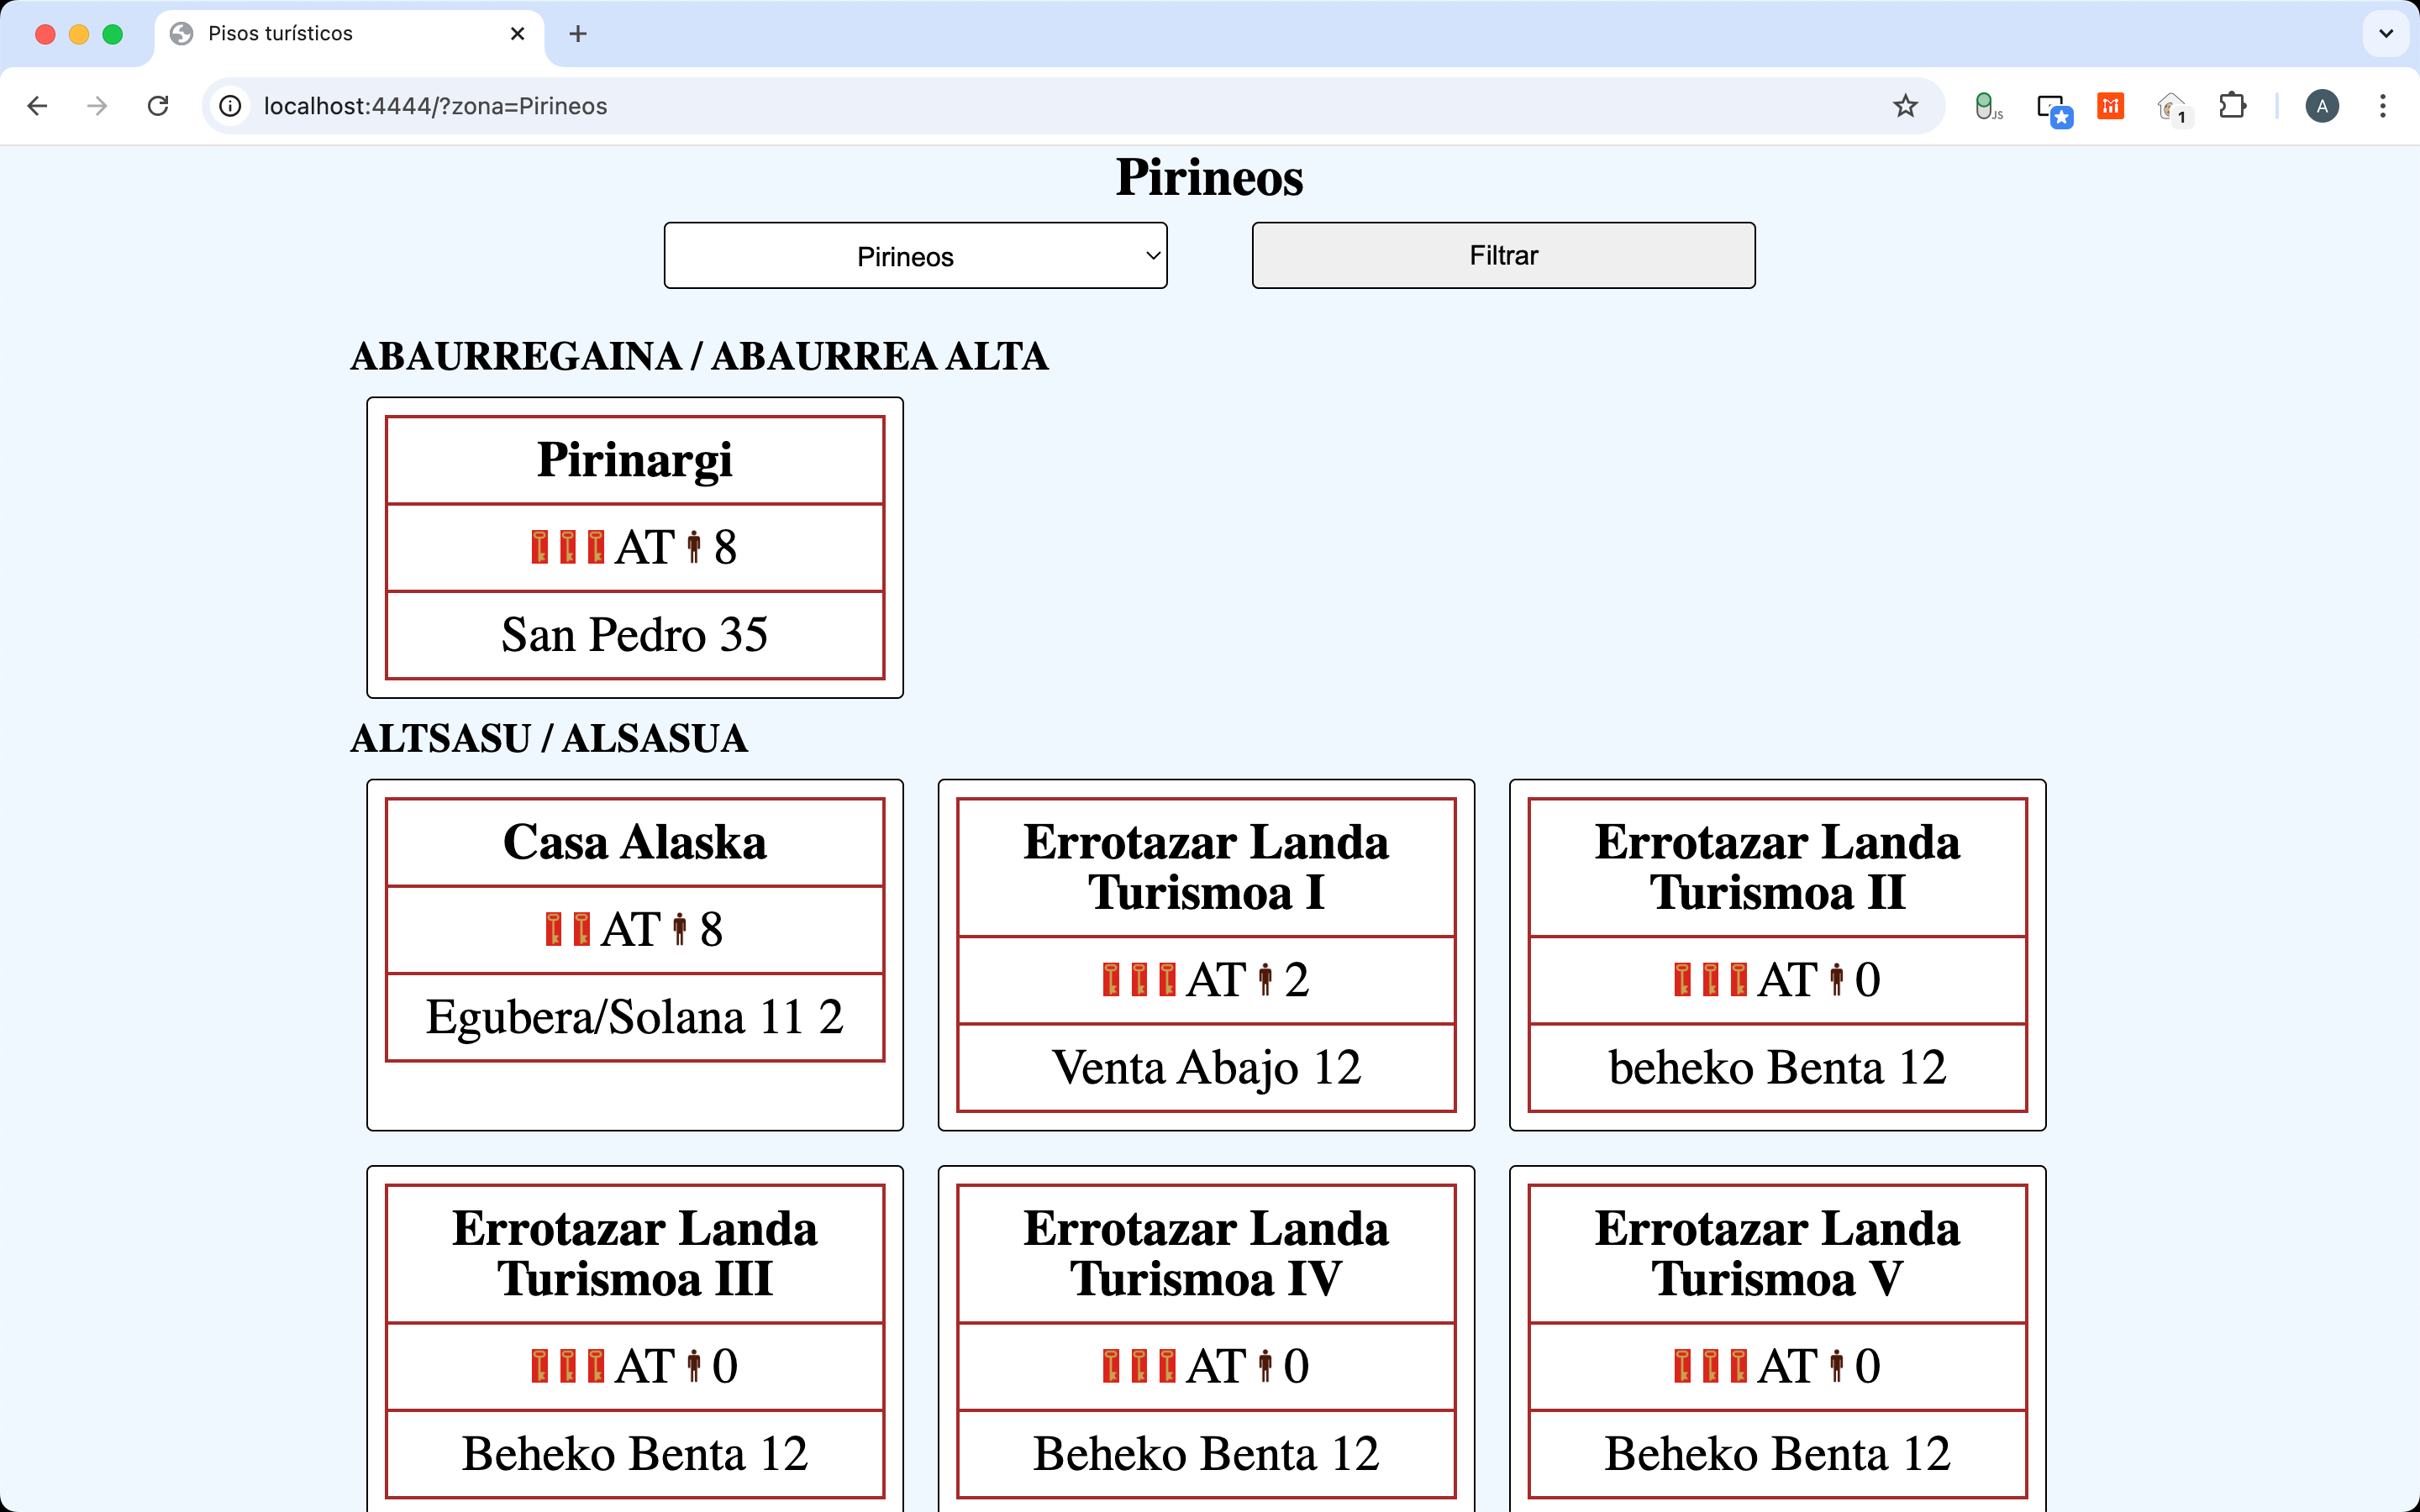 Pisos turísticos
localhost:4444/?zona=Pirineos
JS
1
A
Pirineos
Pirineos
Filtrar
ABAURREGAINA / ABAURREA ALTA
Pirinargi
AT 8
San Pedro 35
ALTSASU / ALSASUA
Casa Alaska
AT 8
Egubera/Solana 11 2
Errotazar Landa
Turismoa I
AT 2
Venta Abajo 12
Errotazar Landa
Turismoa II
AT 0
beheko Benta 12
Errotazar Landa
Turismoa III
AT 0
Beheko Benta 12
Errotazar Landa
Turismoa IV
AT 0
Beheko Benta 12
Errotazar Landa
Turismoa V
AT 0
Beheko Benta 12